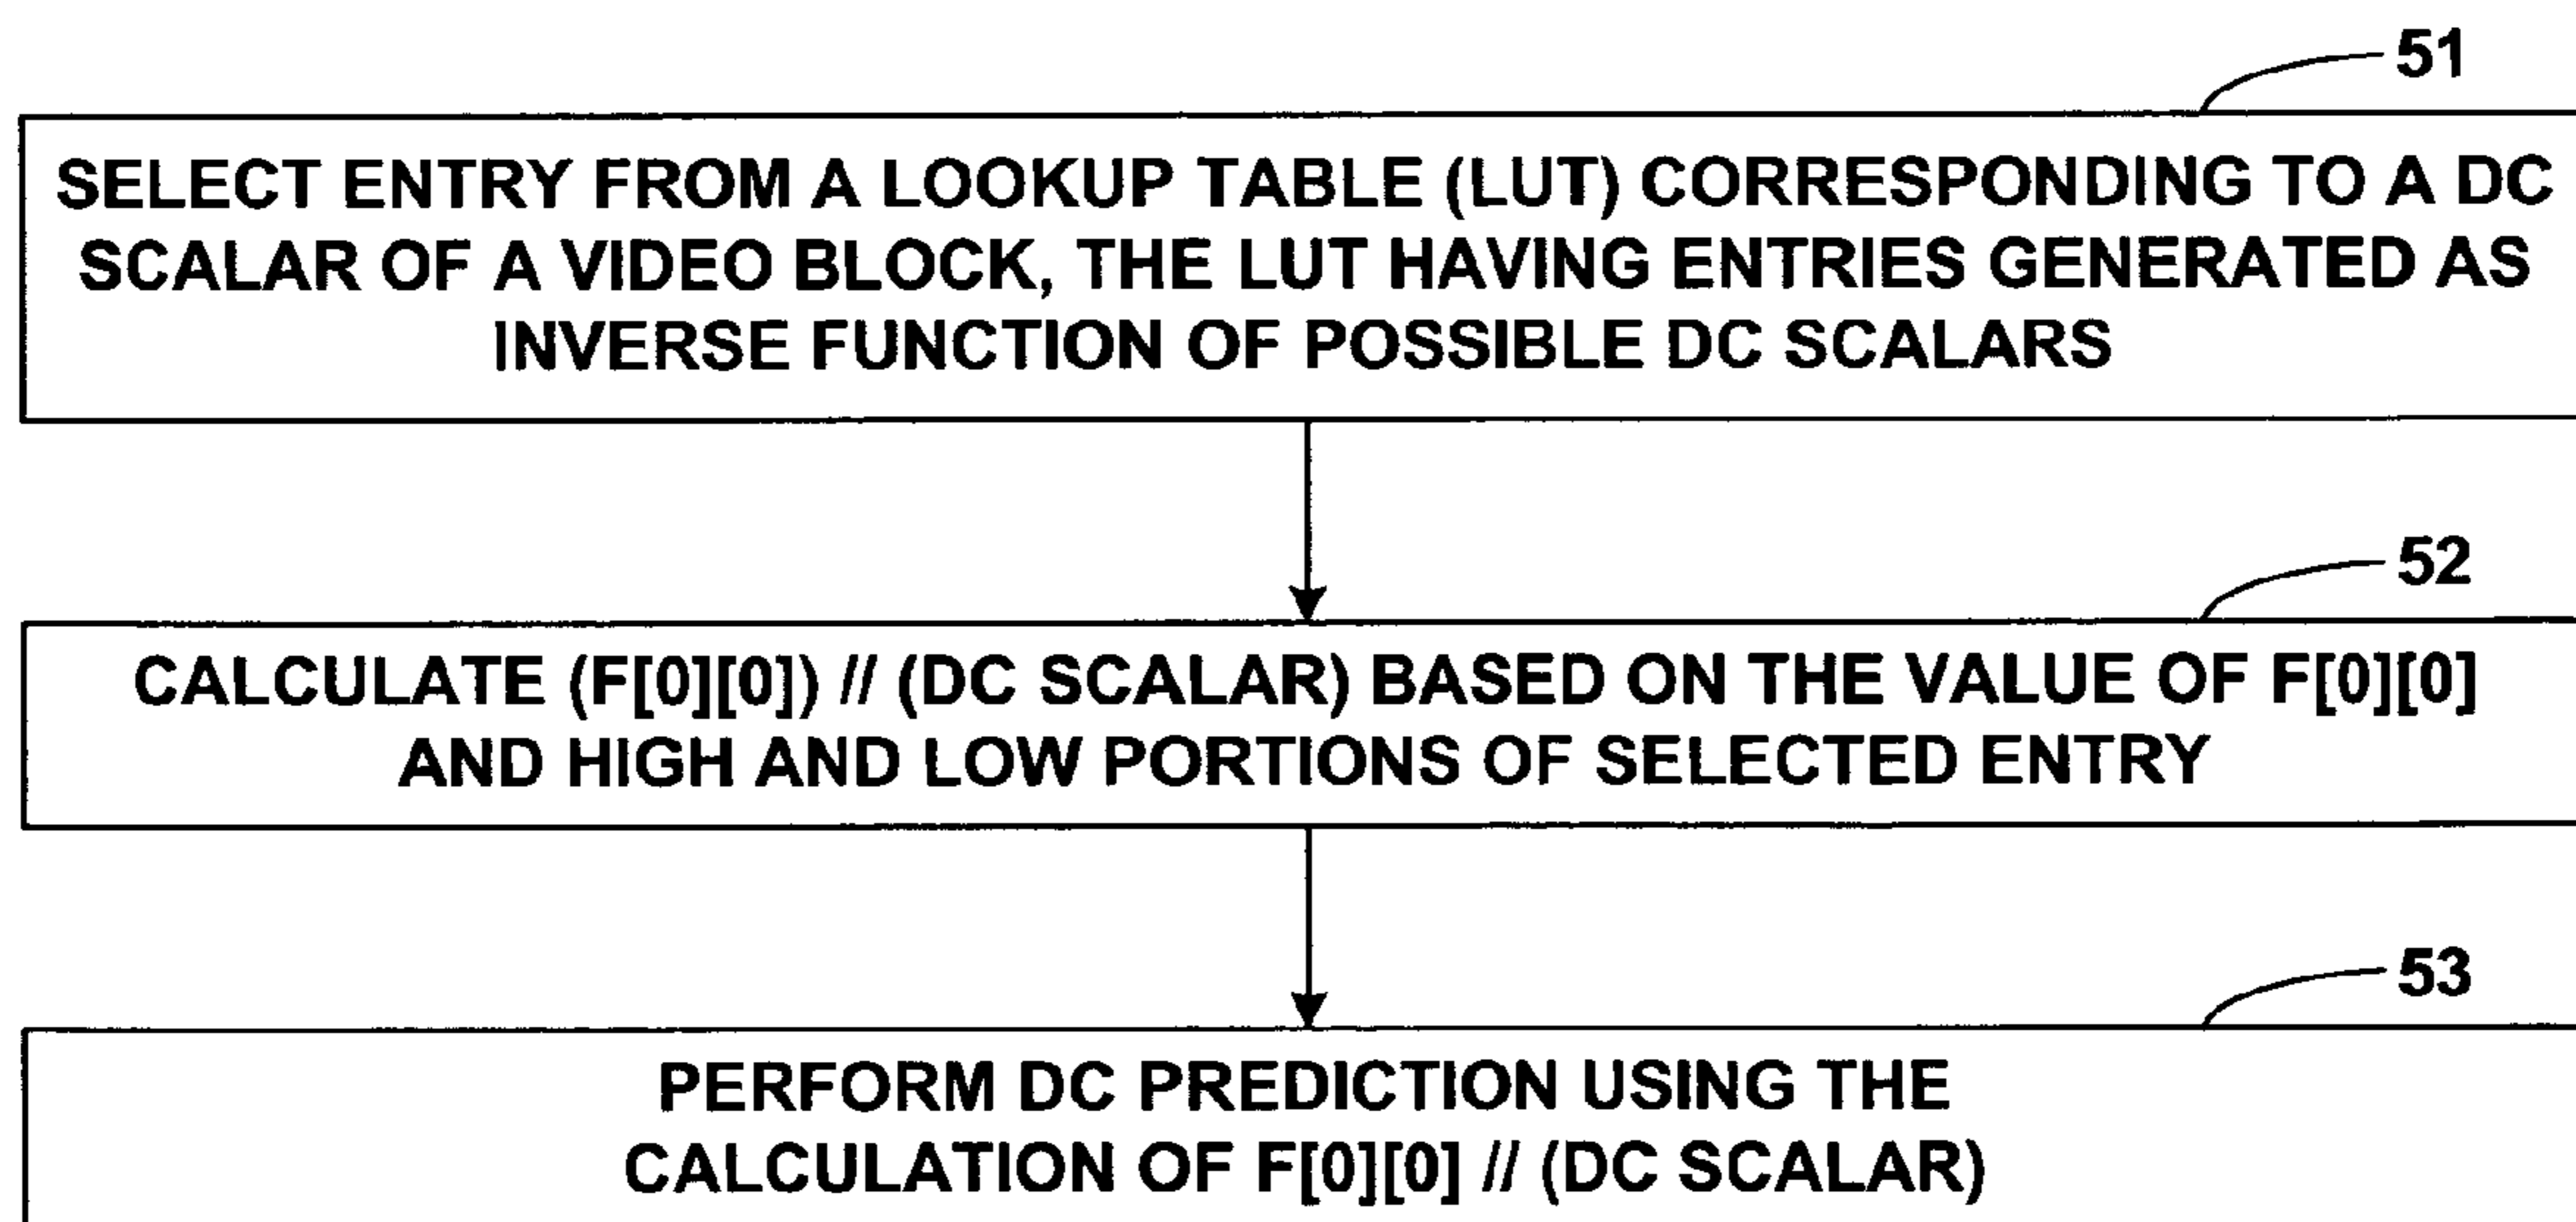 51
SELECT ENTRY FROM A LOOKUP TABLE (LUT) CORRESPONDING TO A DC
SCALAR OF A VIDEO BLOCK, THE LUT HAVING ENTRIES GENERATED AS
INVERSE FUNCTION OF POSSIBLE DC SCALARS
52
CALCULATE (F[0][0]) // (DC SCALAR) BASED ON THE VALUE OF F[0][0]
AND HIGH AND LOW PORTIONS OF SELECTED ENTRY
53
PERFORM DC PREDICTION USING THE
CALCULATION OF F[0][0] // (DC SCALAR)